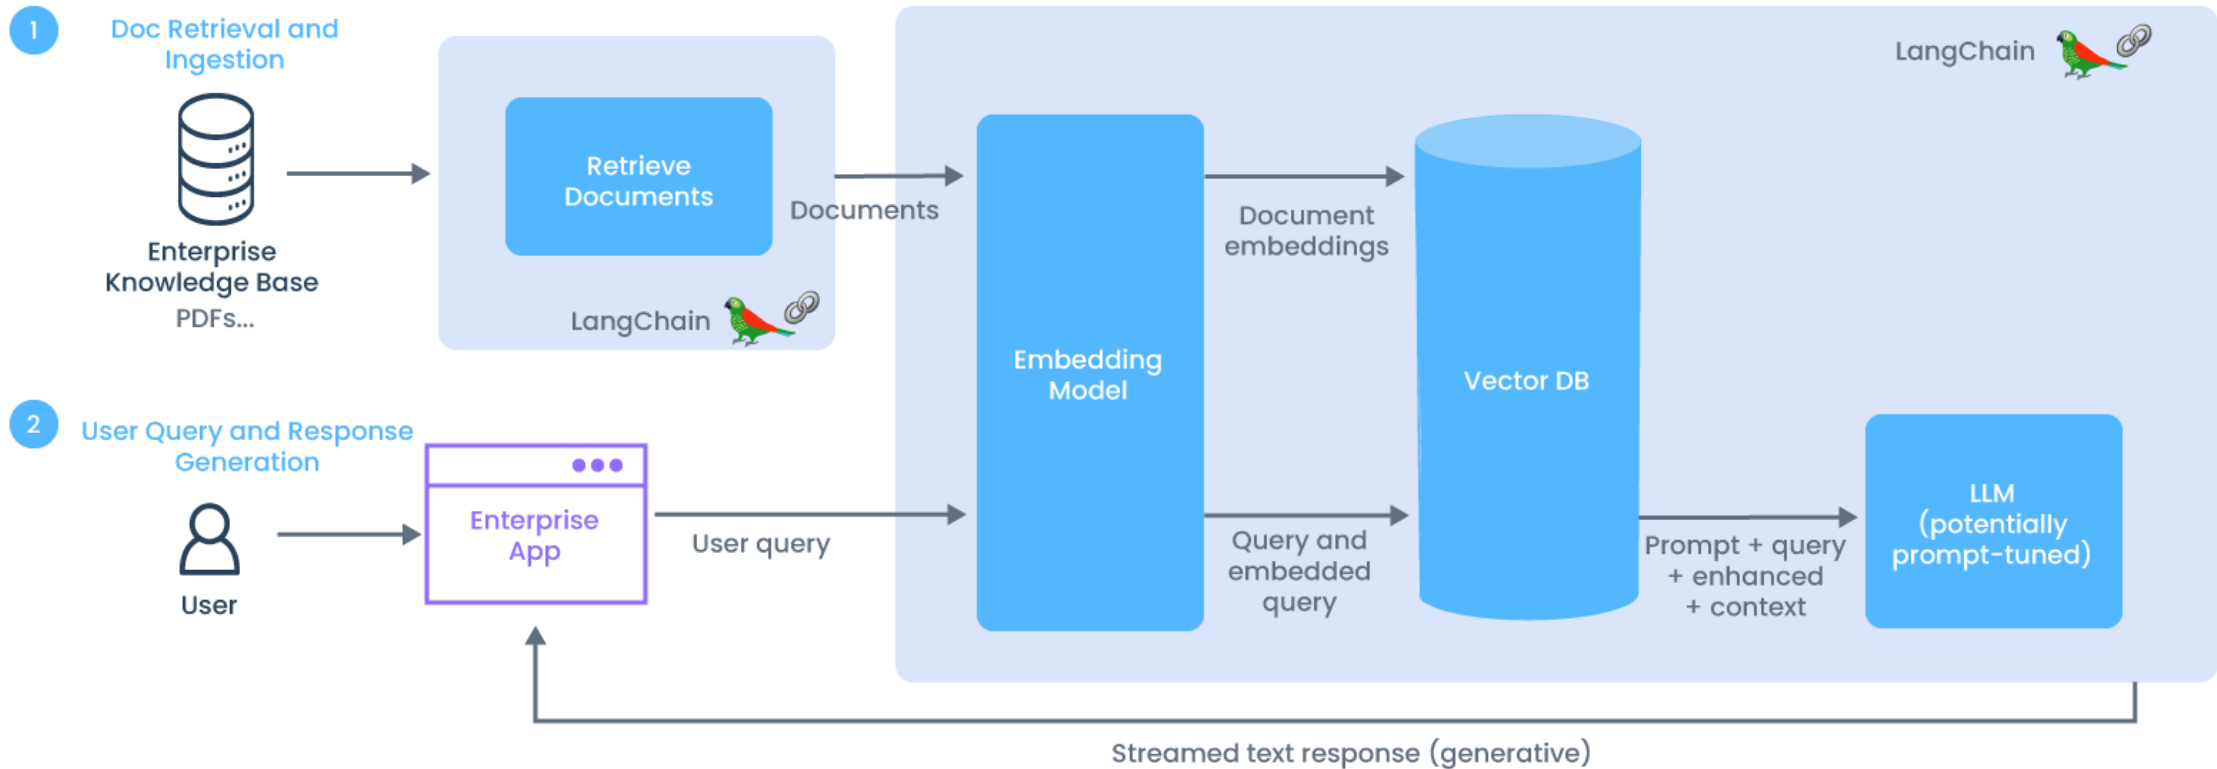 1
Doc Retrieval and
Ingestion
Enterprise
Knowledge Base
PDFs...
Retrieve
Documents
LangChain
Documents
LangChain
Embedding
Model
Document
embeddings
Vector DB
2
User Query and Response
Generation
User
Enterprise
App
User query
Query and
embedded
query
Prompt + query
+ enhanced
+ context
LLM
(potentially
prompt-tuned)
Streamed text response (generative)